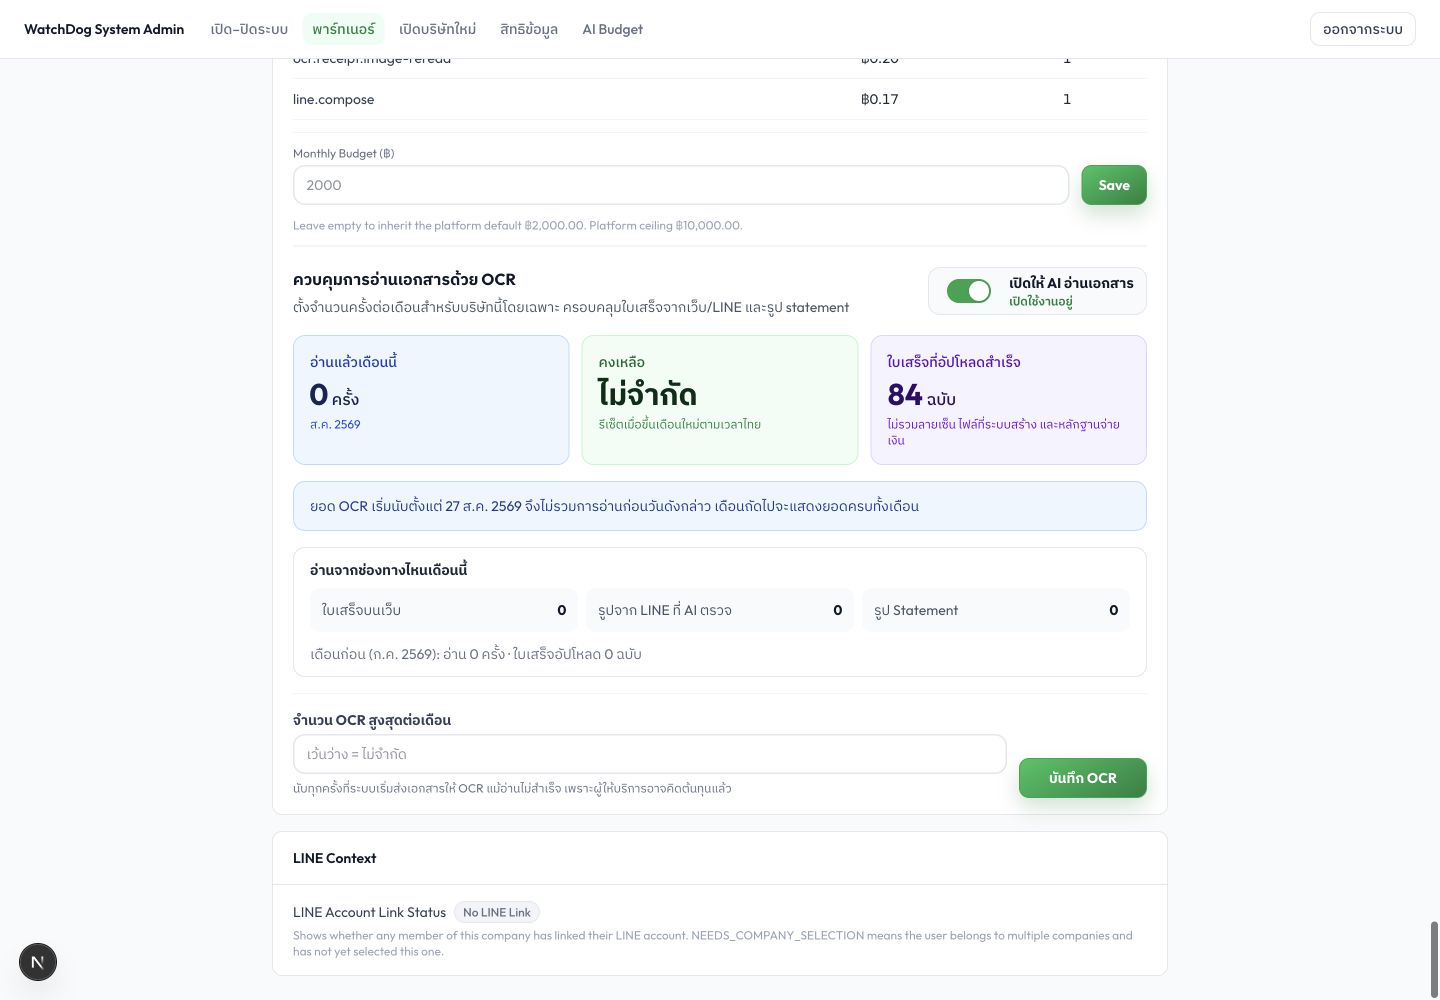 WatchDog System Admin
เปิด-ปิดระบบ
พาร์ทเนอร์
เปิดบริษัทใหม่
สิทธิข้อมูล
AI Budget
ออกจากระบบ
ocr.receipt.image-reread ฿0.20 1
line.compose ฿0.17 1
Monthly Budget (฿)
2000
Save
Leave empty to inherit the platform default ฿2,000.00. Platform ceiling ฿10,000.00.
ควบคุมการอ่านเอกสารด้วย OCR
ตั้งจำนวนครั้งต่อเดือนสำหรับบริษัทนี้โดยเฉพาะ ครอบคลุมใบเสร็จจากเว็บ/LINE และรูป statement
เปิดให้ AI อ่านเอกสาร
เปิดใช้งานอยู่
อ่านแล้วเดือนนี้
0 ครั้ง
ส.ค. 2569
คงเหลือ
ไม่จำกัด
รีเซ็ตเมื่อขึ้นเดือนใหม่ตามเวลาไทย
ใบเสร็จที่อัปโหลดสำเร็จ
84 ฉบับ
ไม่รวมลายเซ็น ไฟล์ที่ระบบสร้าง และหลักฐานจ่าย
เงิน
ยอด OCR เริ่มนับตั้งแต่ 27 ส.ค. 2569 จึงไม่รวมการอ่านก่อนวันดังกล่าว เดือนถัดไปจะแสดงยอดครบทั้งเดือน
อ่านจากช่องทางไหนเดือนนี้
ใบเสร็จบนเว็บ 0
รูปจาก LINE ที่ AI ตรวจ 0
รูป Statement 0
เดือนก่อน (ก.ค. 2569): อ่าน 0 ครั้ง · ใบเสร็จอัปโหลด 0 ฉบับ
จำนวน OCR สูงสุดต่อเดือน
เว้นว่าง = ไม่จำกัด
บันทึก OCR
นับทุกครั้งที่ระบบเริ่มส่งเอกสารให้ OCR แม้อ่านไม่สำเร็จ เพราะผู้ให้บริการอาจคิดต้นทุนแล้ว
LINE Context
LINE Account Link Status No LINE Link
Shows whether any member of this company has linked their LINE account. NEEDS_COMPANY_SELECTION means the user belongs to multiple companies and
has not yet selected this one.
N